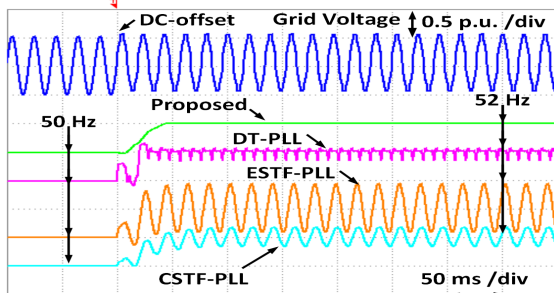 DC-offset
Grid Voltage
0.5 p.u. /div
Proposed
52 Hz
50 Hz
DT-PLL
ESTF-PLL
CSTF-PLL
50 ms /div